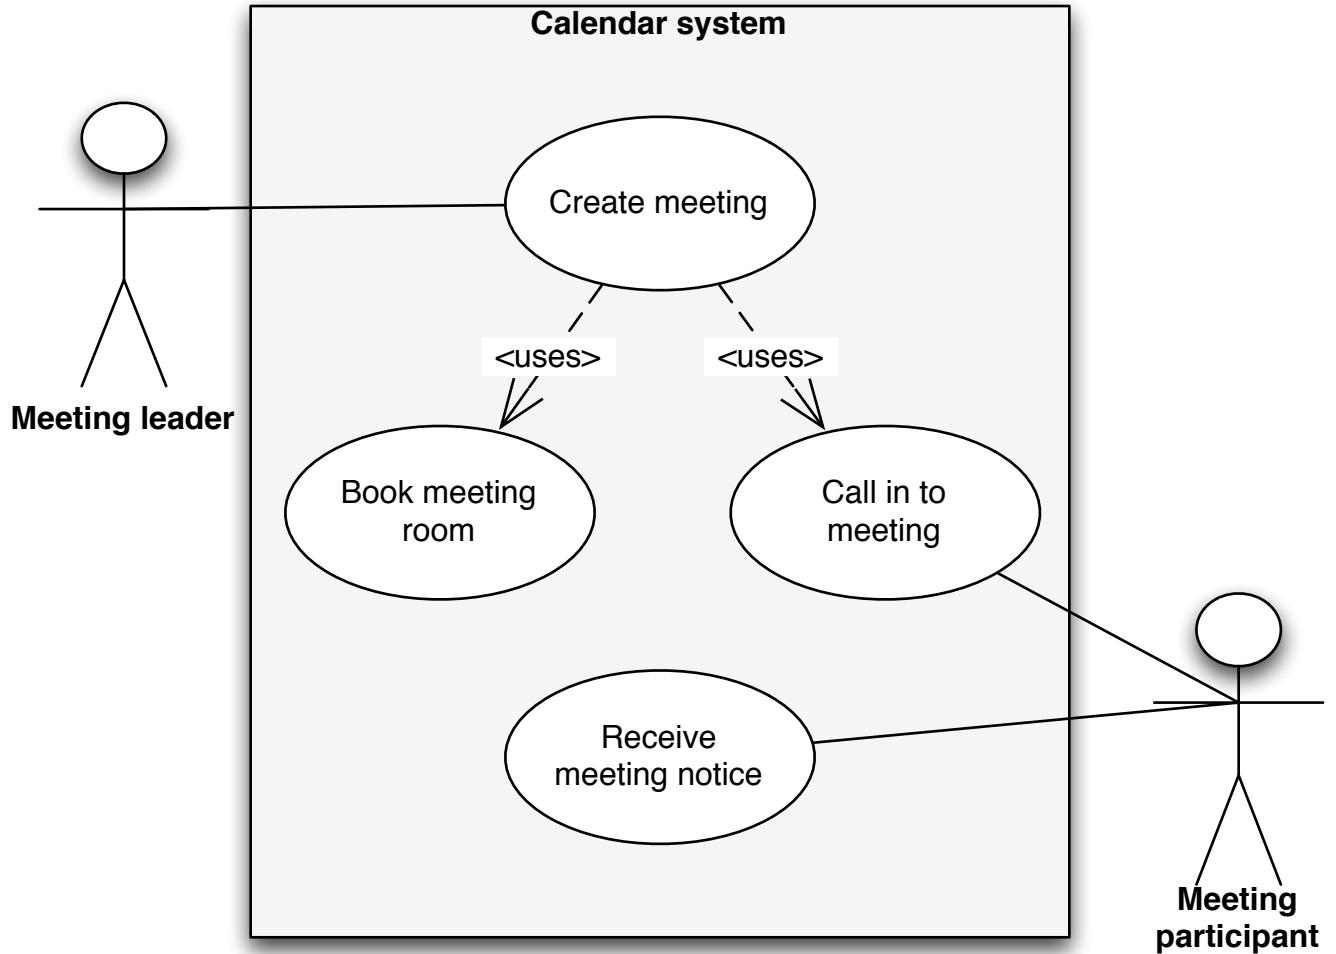 Calendar system
Create meeting
<uses>
<uses>
Meeting leader
Book meeting
room
Call in to
meeting
Receive
meeting notice
Meeting
participant